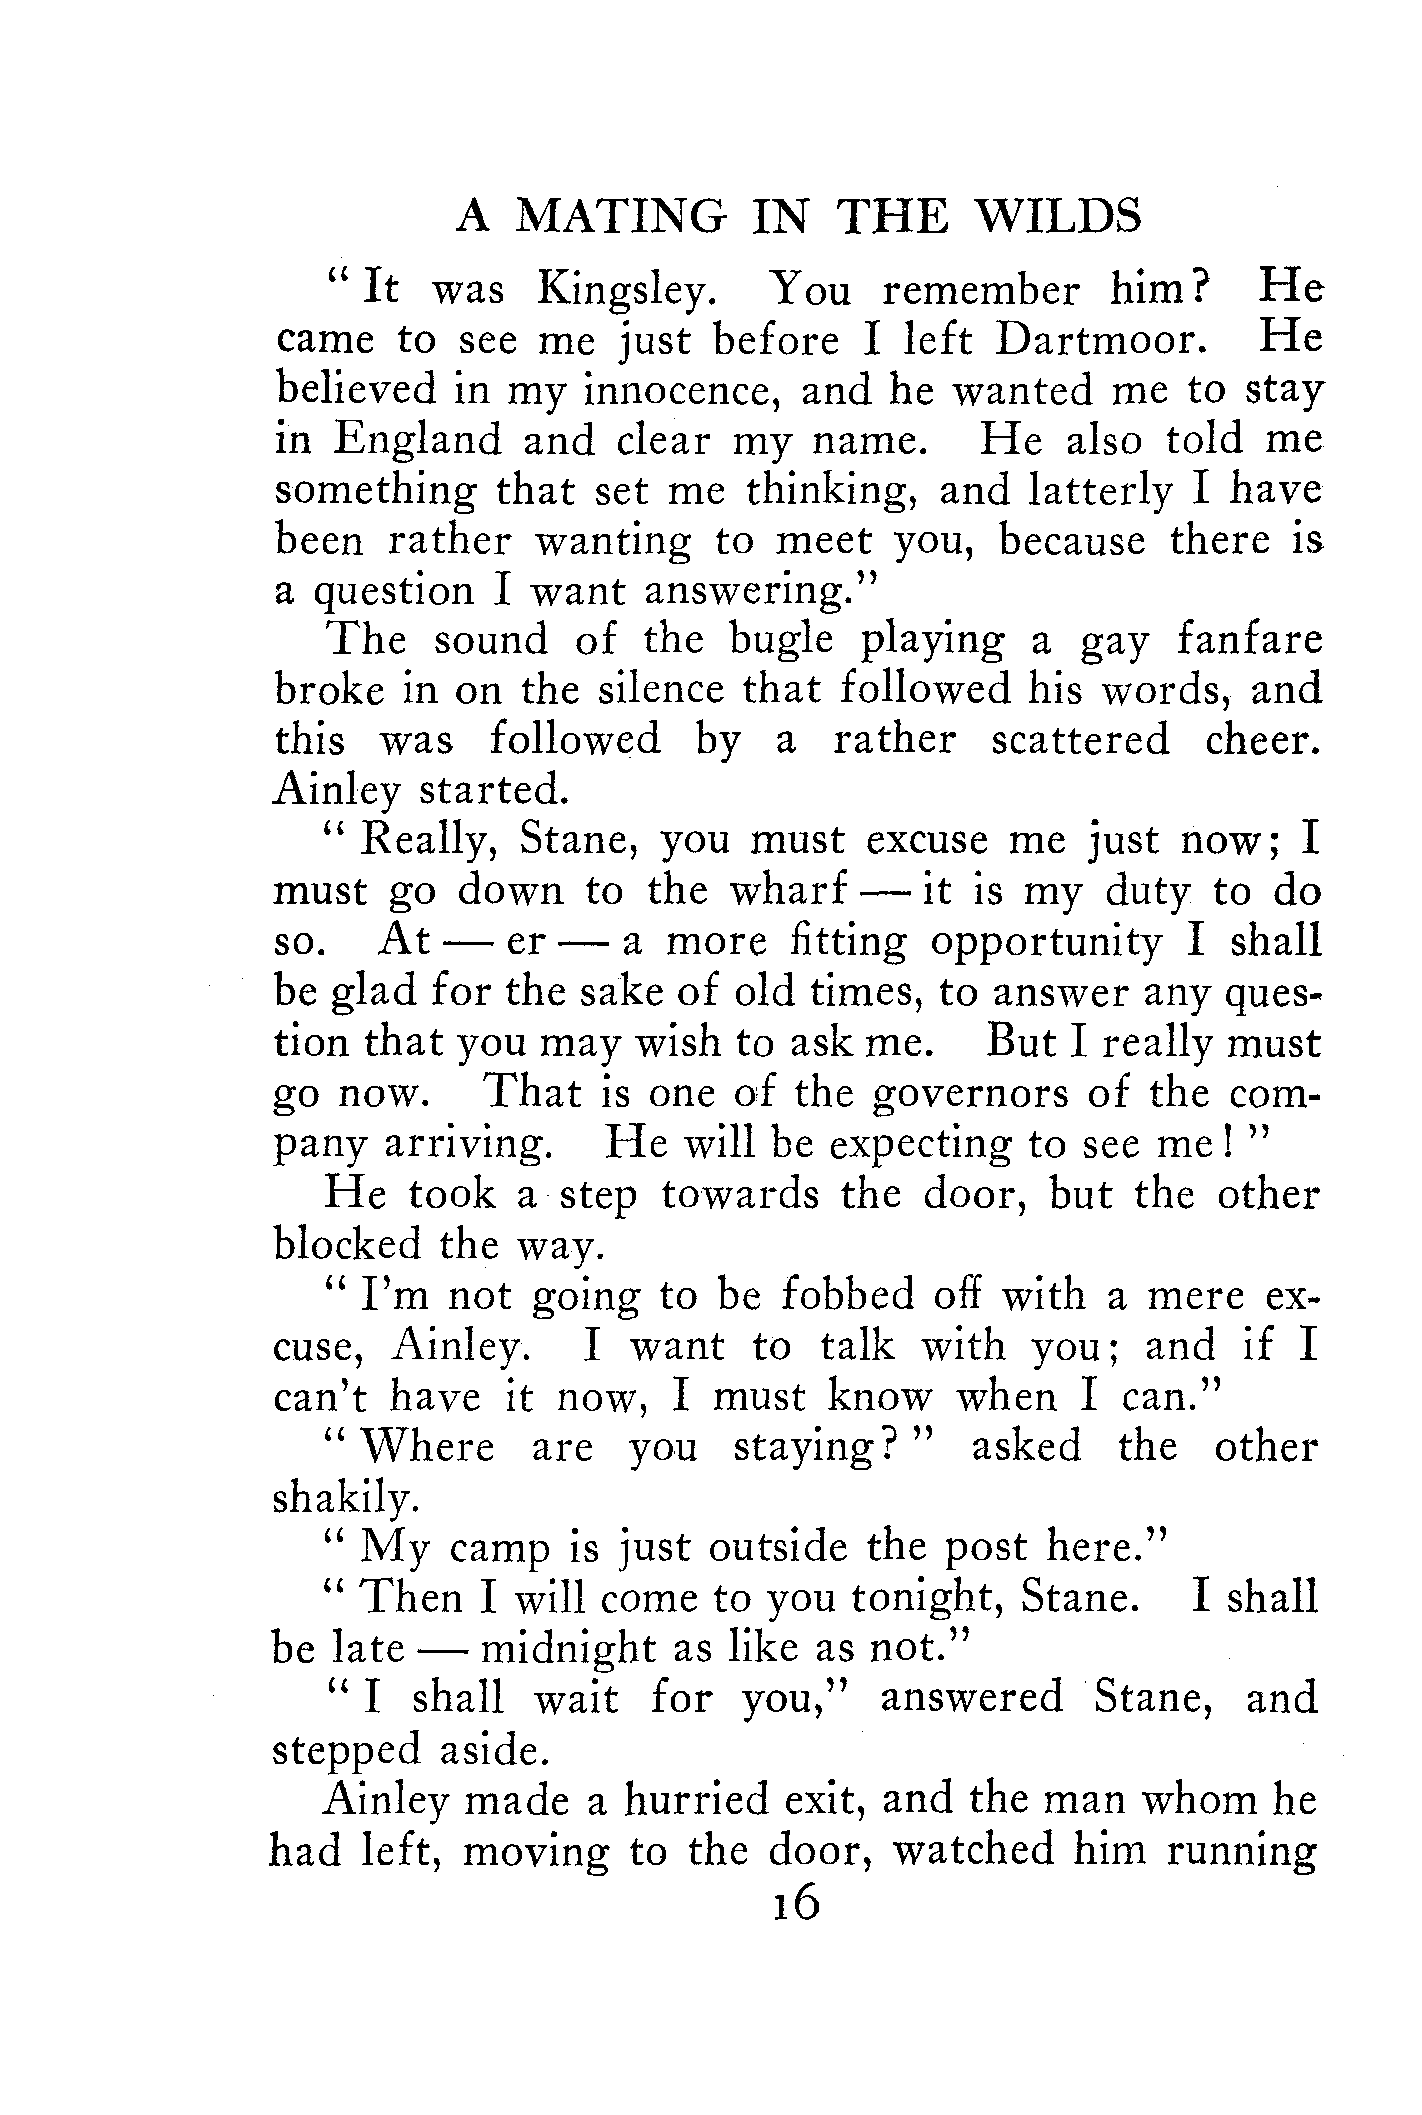 A MATING IN THE WILDS
“ It was Kingsley. You remember him? He
came to see me just before I left Dartmoor. He
believed in my innocence, and he wanted me to stay
in England and clear my name. He also told me
something that set me thinking, and latterly I have
been rather wanting to meet you, because there is
a question I want answering.”
The sound of the bugle playing a gay fanfare
broke in on the silence that followed his words, and
this was followed by a rather scattered cheer.
Ainley started.
“ Really, Stane, you must excuse me just now; I
must go down to the wharf — it is my duty to do
so. At — er — a more fitting opportunity I shall
be glad for the sake of old times, to answer any ques-
tion that you may wish to ask me. But I really must
go now. That is one of the governors of the com-
pany arriving. He will be expecting to see me! ”
He took a step towards the door, but the other
blocked the way.
“ I’m not going to be fobbed off with a mere ex-
cuse, Ainley. I want to talk with you; and if I
can’t have it now, I must know when I can.”
“ Where are you staying? ” asked the other
shakily.
“ My camp is just outside the post here.”
“ Then I will come to you tonight, Stane. I shall
be late — midnight as like as not.”
“ I shall wait for you,” answered Stane, and
stepped aside.
Ainley made a hurried exit, and the man whom he
had left, moving to the door, watched him running
16